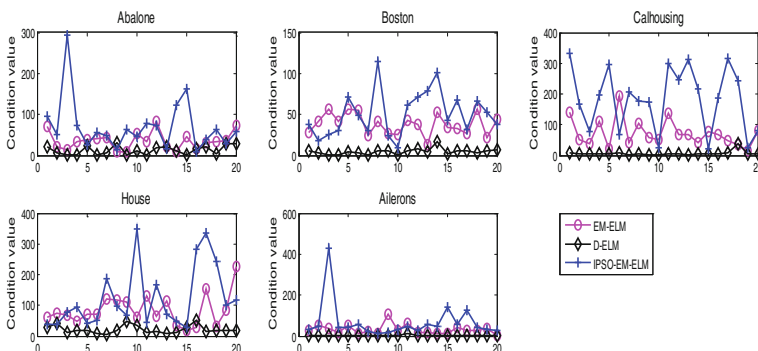 Abalone
Condition value
300
200
100
0
0 5 10 15 20
Boston
Condition value
150
100
50
0
0 5 10 15 20
Calhousing
Condition value
400
300
200
100
0
0 5 10 15 20
House
Condition value
400
300
200
100
0
0 5 10 15 20
Ailerons
Condition value
600
400
200
0
0 5 10 15 20
EM-ELM
D-ELM
IPSO-EM-ELM